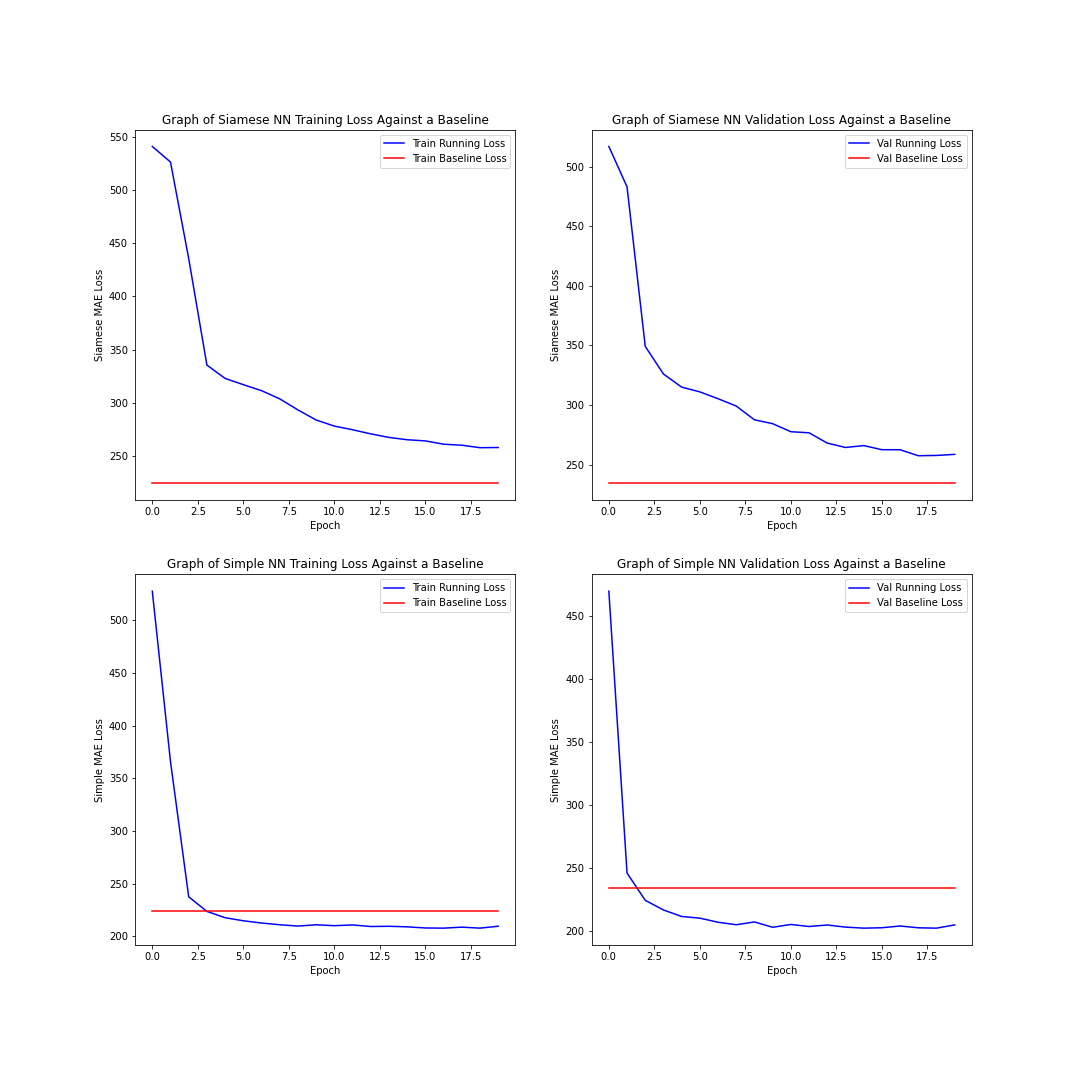 Graph of Siamese NN Training Loss Against a Baseline
Train Running Loss
Train Baseline Loss
550
500
450
400
350
300
250
Siamese MAE Loss
0.0 2.5 5.0 7.5 10.0 12.5 15.0 17.5
Epoch
Graph of Siamese NN Validation Loss Against a Baseline
Val Running Loss
Val Baseline Loss
500
450
400
350
300
250
Siamese MAE Loss
0.0 2.5 5.0 7.5 10.0 12.5 15.0 17.5
Epoch
Graph of Simple NN Training Loss Against a Baseline
Train Running Loss
Train Baseline Loss
500
450
400
350
300
250
200
Simple MAE Loss
0.0 2.5 5.0 7.5 10.0 12.5 15.0 17.5
Epoch
Graph of Simple NN Validation Loss Against a Baseline
Val Running Loss
Val Baseline Loss
450
400
350
300
250
200
Simple MAE Loss
0.0 2.5 5.0 7.5 10.0 12.5 15.0 17.5
Epoch